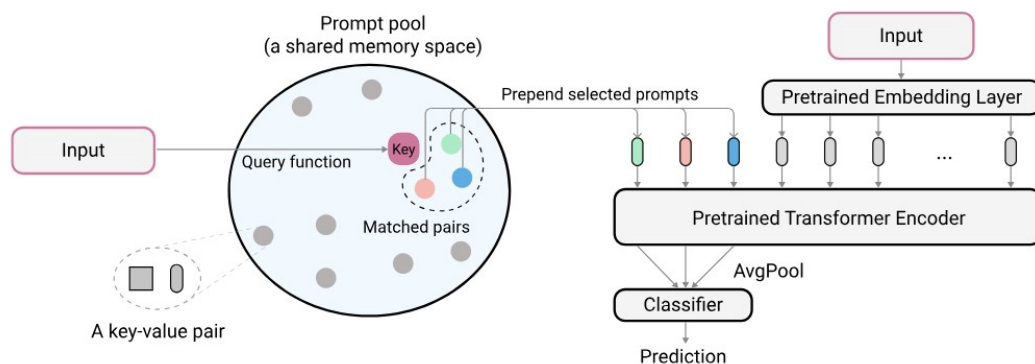 Prompt pool
(a shared memory space)
Input
Query function
Key
Matched pairs
A key-value pair
Prepend selected prompts
Input
Pretrained Embedding Layer
...
Pretrained Transformer Encoder
AvgPool
Classifier
Prediction